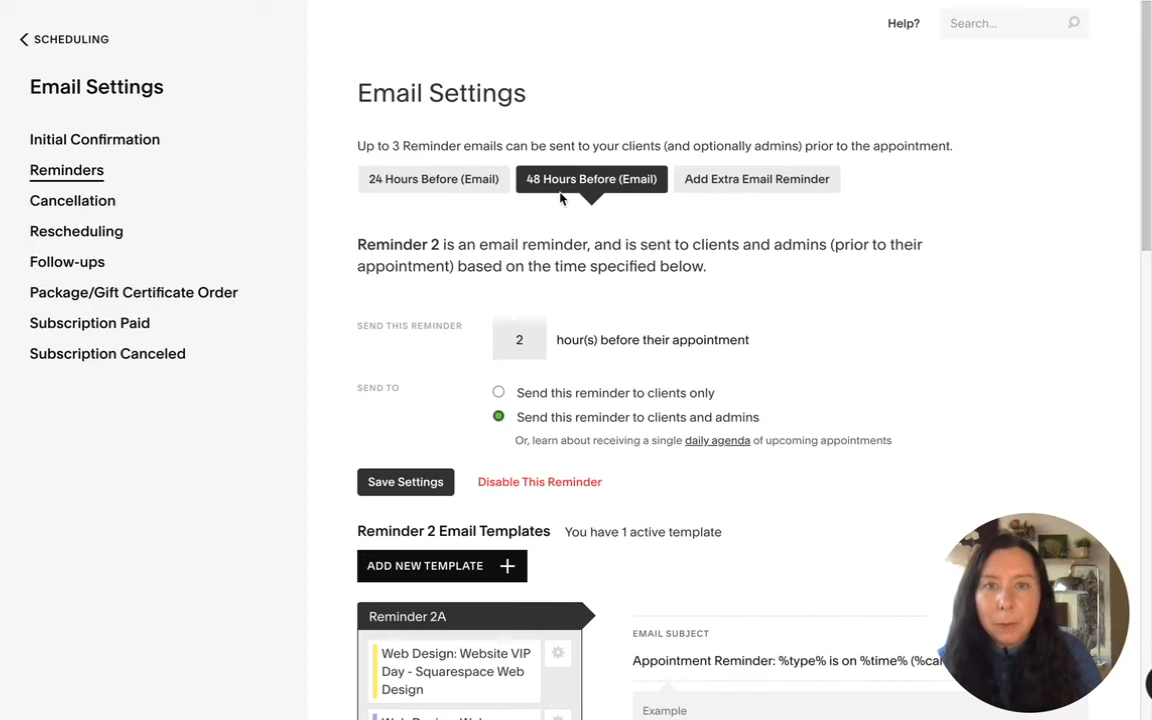 SCHEDULING
Help?
Search...
Email Settings
Initial Confirmation
Reminders
Cancellation
Rescheduling
Follow-ups
Package/Gift Certificate Order
Subscription Paid
Subscription Canceled
Email Settings
Up to 3 Reminder emails can be sent to your clients (and optionally admins) prior to the appointment.
24 Hours Before (Email)
48 Hours Before (Email)
Add Extra Email Reminder
Reminder 2 is an email reminder, and is sent to clients and admins (prior to their
appointment) based on the time specified below.
SEND THIS REMINDER
2 hour(s) before their appointment
SEND TO
Send this reminder to clients only
Send this reminder to clients and admins
Or, learn about receiving a single daily agenda of upcoming appointments
Save Settings
Disable This Reminder
Reminder 2 Email Templates
You have 1 active template
ADD NEW TEMPLATE +
Reminder 2A
Web Design: Website VIP
Day - Squarespace Web
Design
EMAIL SUBJECT
Appointment Reminder: %type% is on %time% (%cal
Example